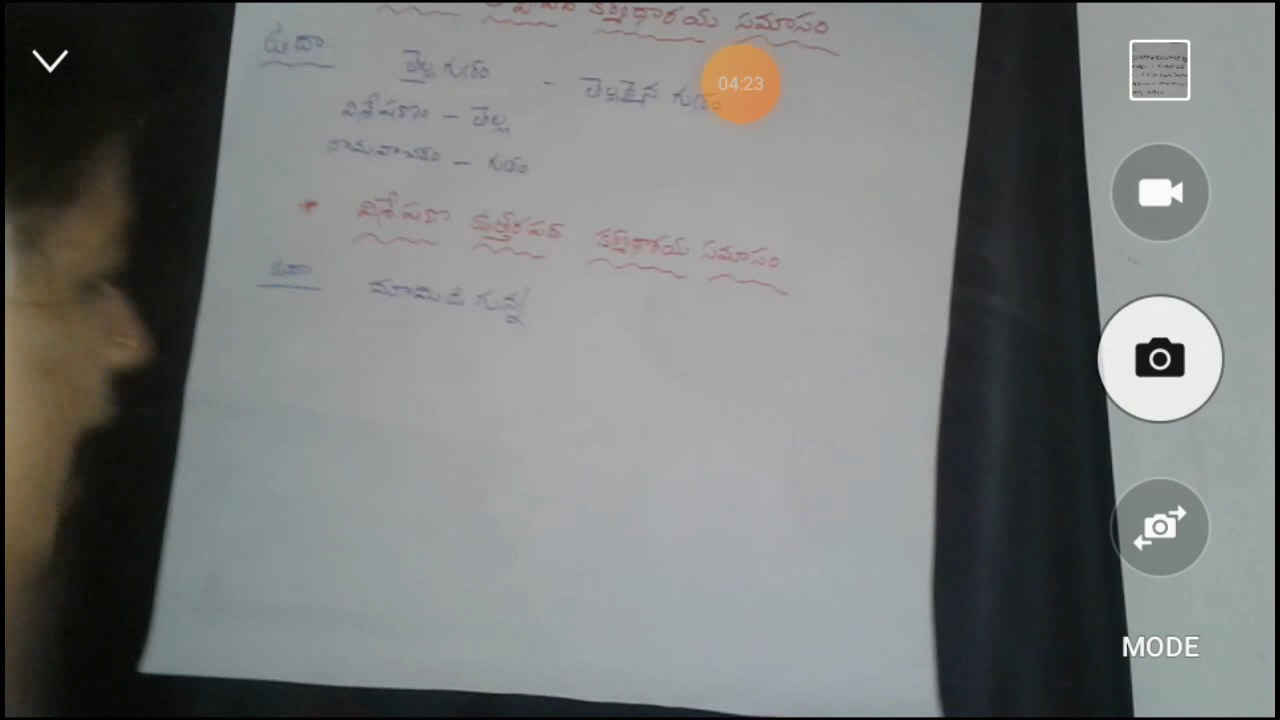 కర్మధారయ సమాసం
ఉదా తెల్ల గుర్రం - తెల్లదైన గుర్రం
04:23
విశేషణం - తెల్ల
నామవాచకం - గుర్రం
* విశేషణ ఉత్తరపద కర్మధారయ సమాసం
ఉదా మామిడి గున్న
MODE